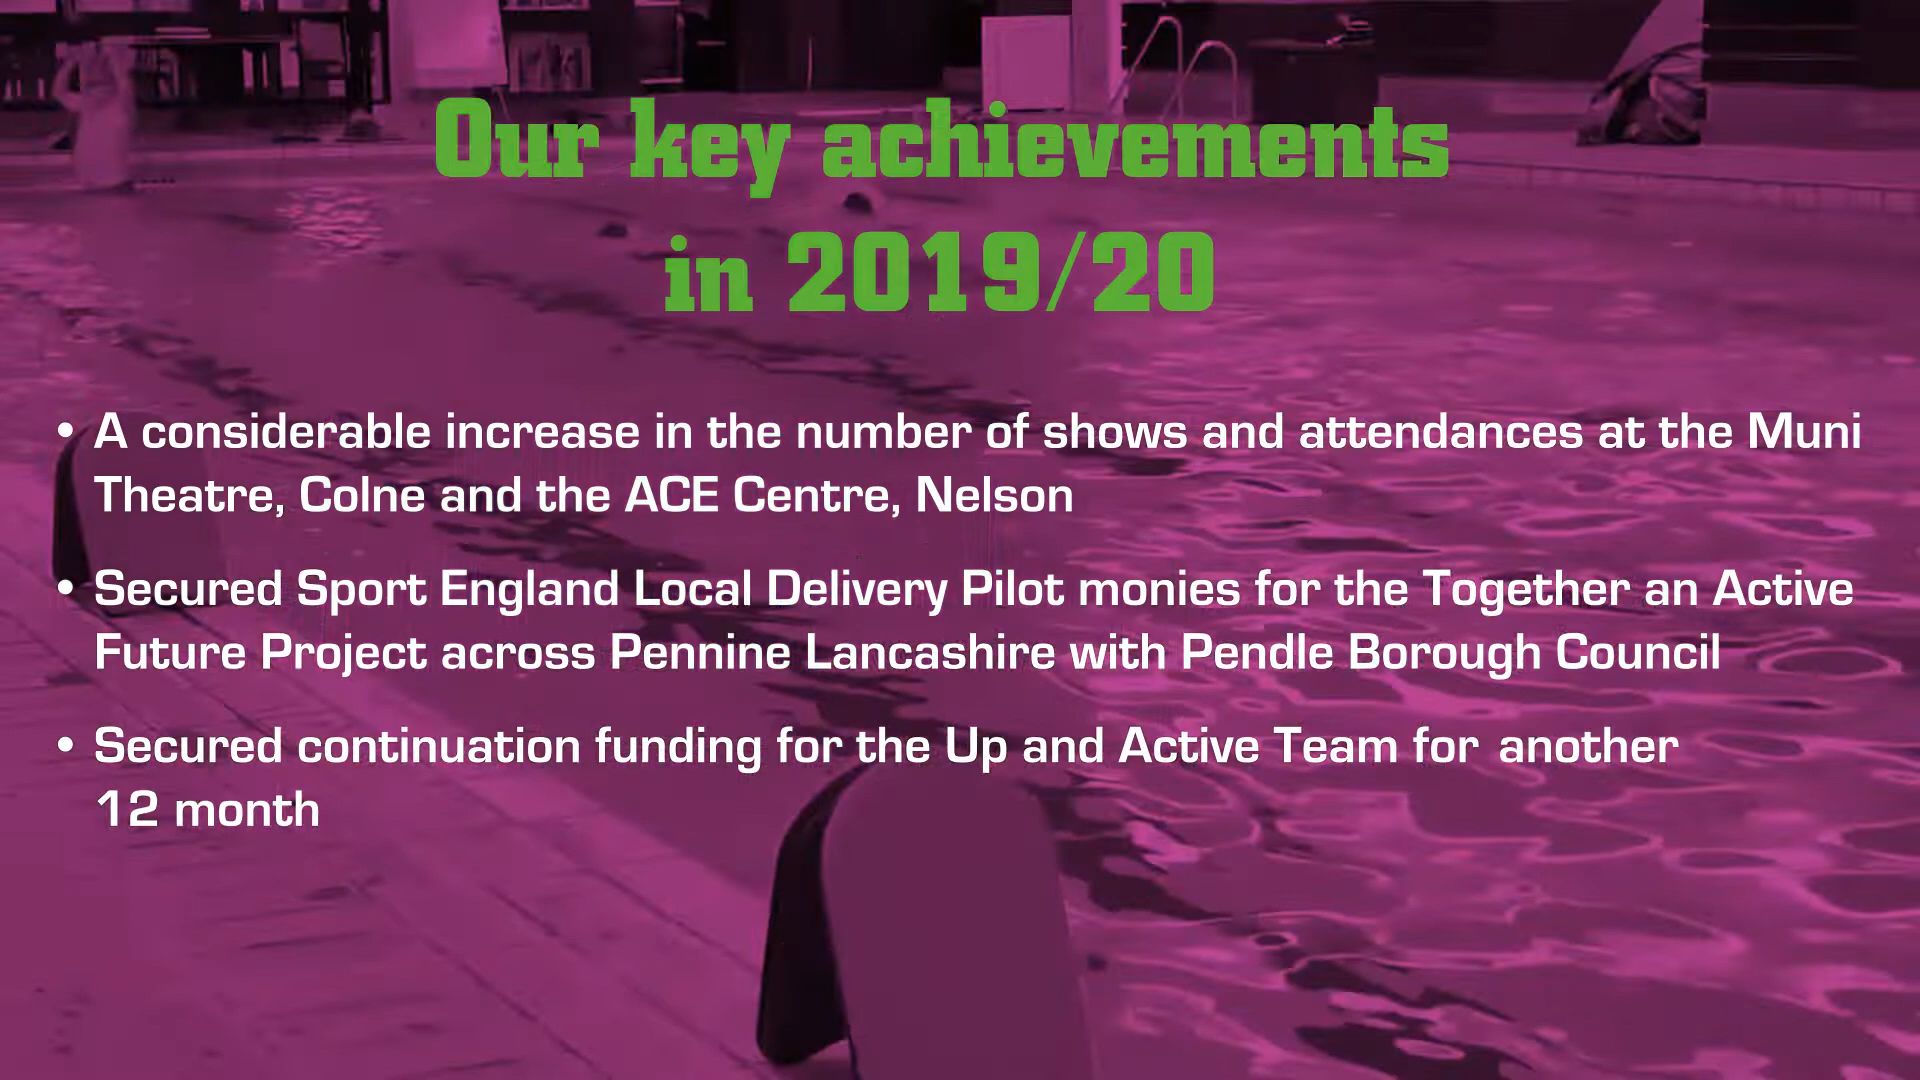 Our key achievements
in 2019/20
• A considerable increase in the number of shows and attendances at the Muni
Theatre, Colne and the ACE Centre, Nelson
• Secured Sport England Local Delivery Pilot monies for the Together an Active
Future Project across Pennine Lancashire with Pendle Borough Council
• Secured continuation funding for the Up and Active Team for another
12 month